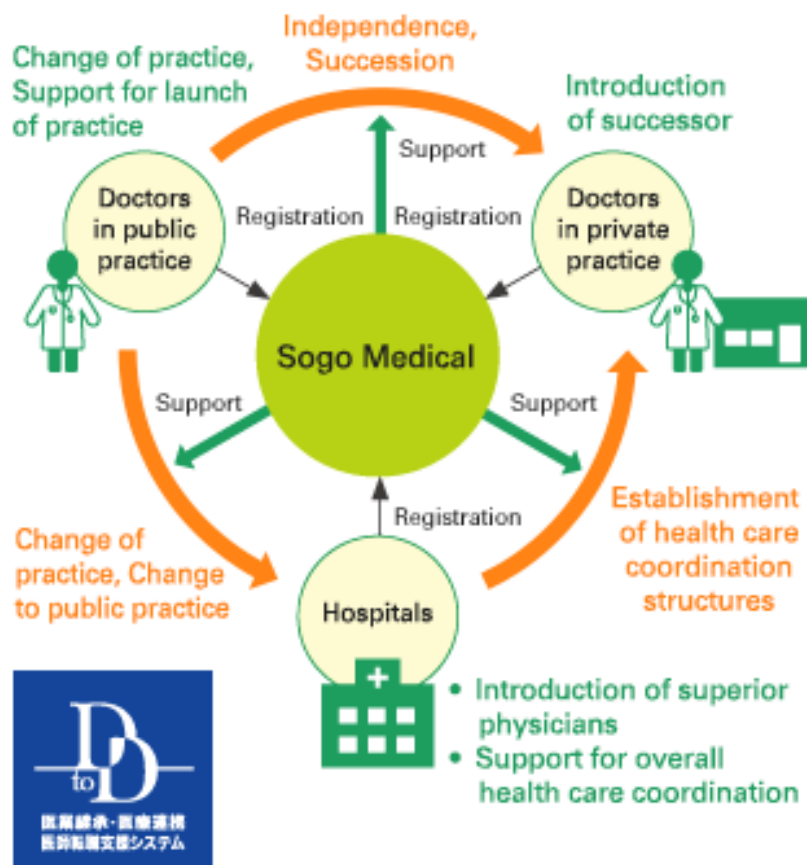 Independence,
Succession
Change of practice,
Support for launch
of practice
Introduction
of successor
Support
Doctors
in public
practice
Registration
Registration
Doctors
in private
practice
Sogo Medical
Support
Support
Registration
Change of
practice, Change
to public practice
Establishment
of health care
coordination
structures
Hospitals
• Introduction of superior
physicians
• Support for overall
health care coordination
DtoD
医業継承・医療連携
医師転職支援システム